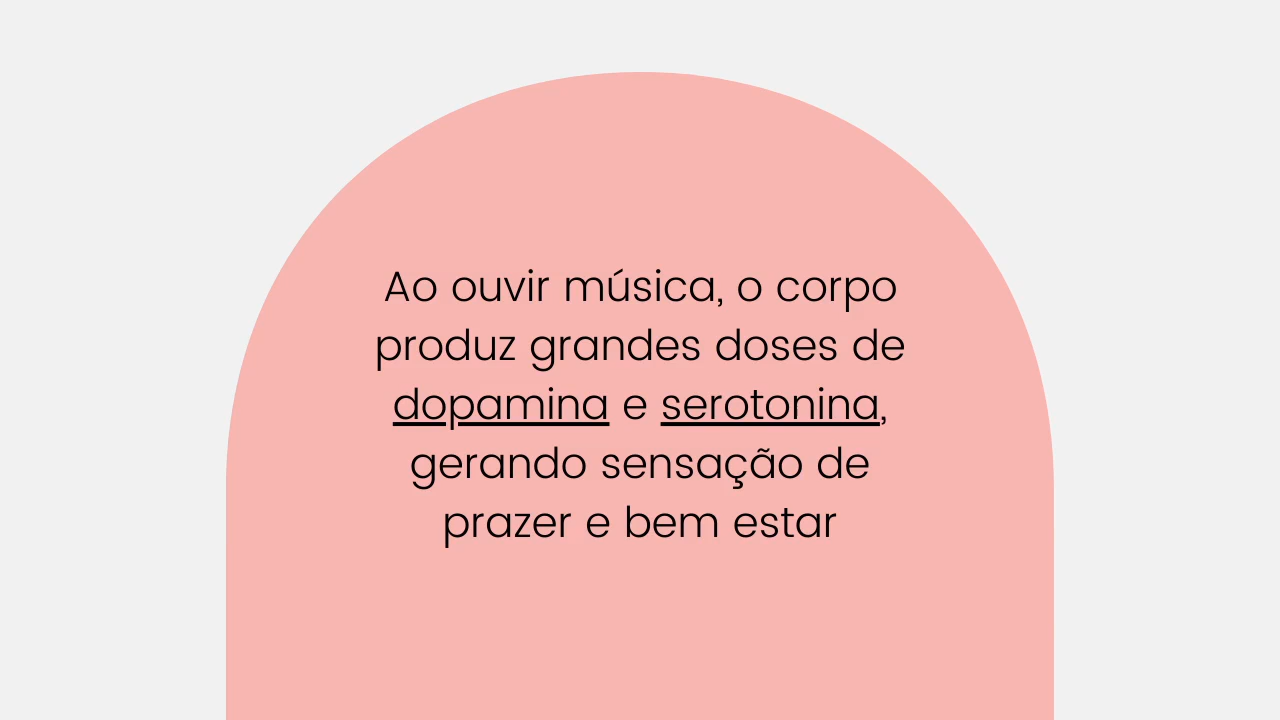 Ao ouvir música, o corpo
produz grandes doses de
dopamina e serotonina,
gerando sensação de
prazer e bem estar